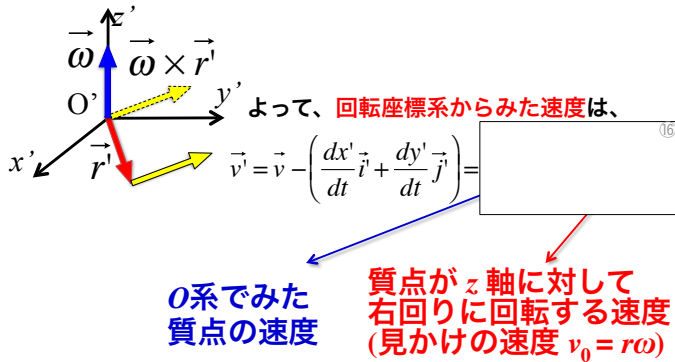 z’
ω⃗
ω⃗ × r⃗'
O’
y’
x’
r⃗'
よって、回転座標系からみた速度は、
⑯
v⃗' = v⃗ − ( dx'/dt i⃗' + dy'/dt j⃗' ) =
O系でみた
質点の速度
質点が z 軸に対して
右回りに回転する速度
(見かけの速度 v₀ = rω)